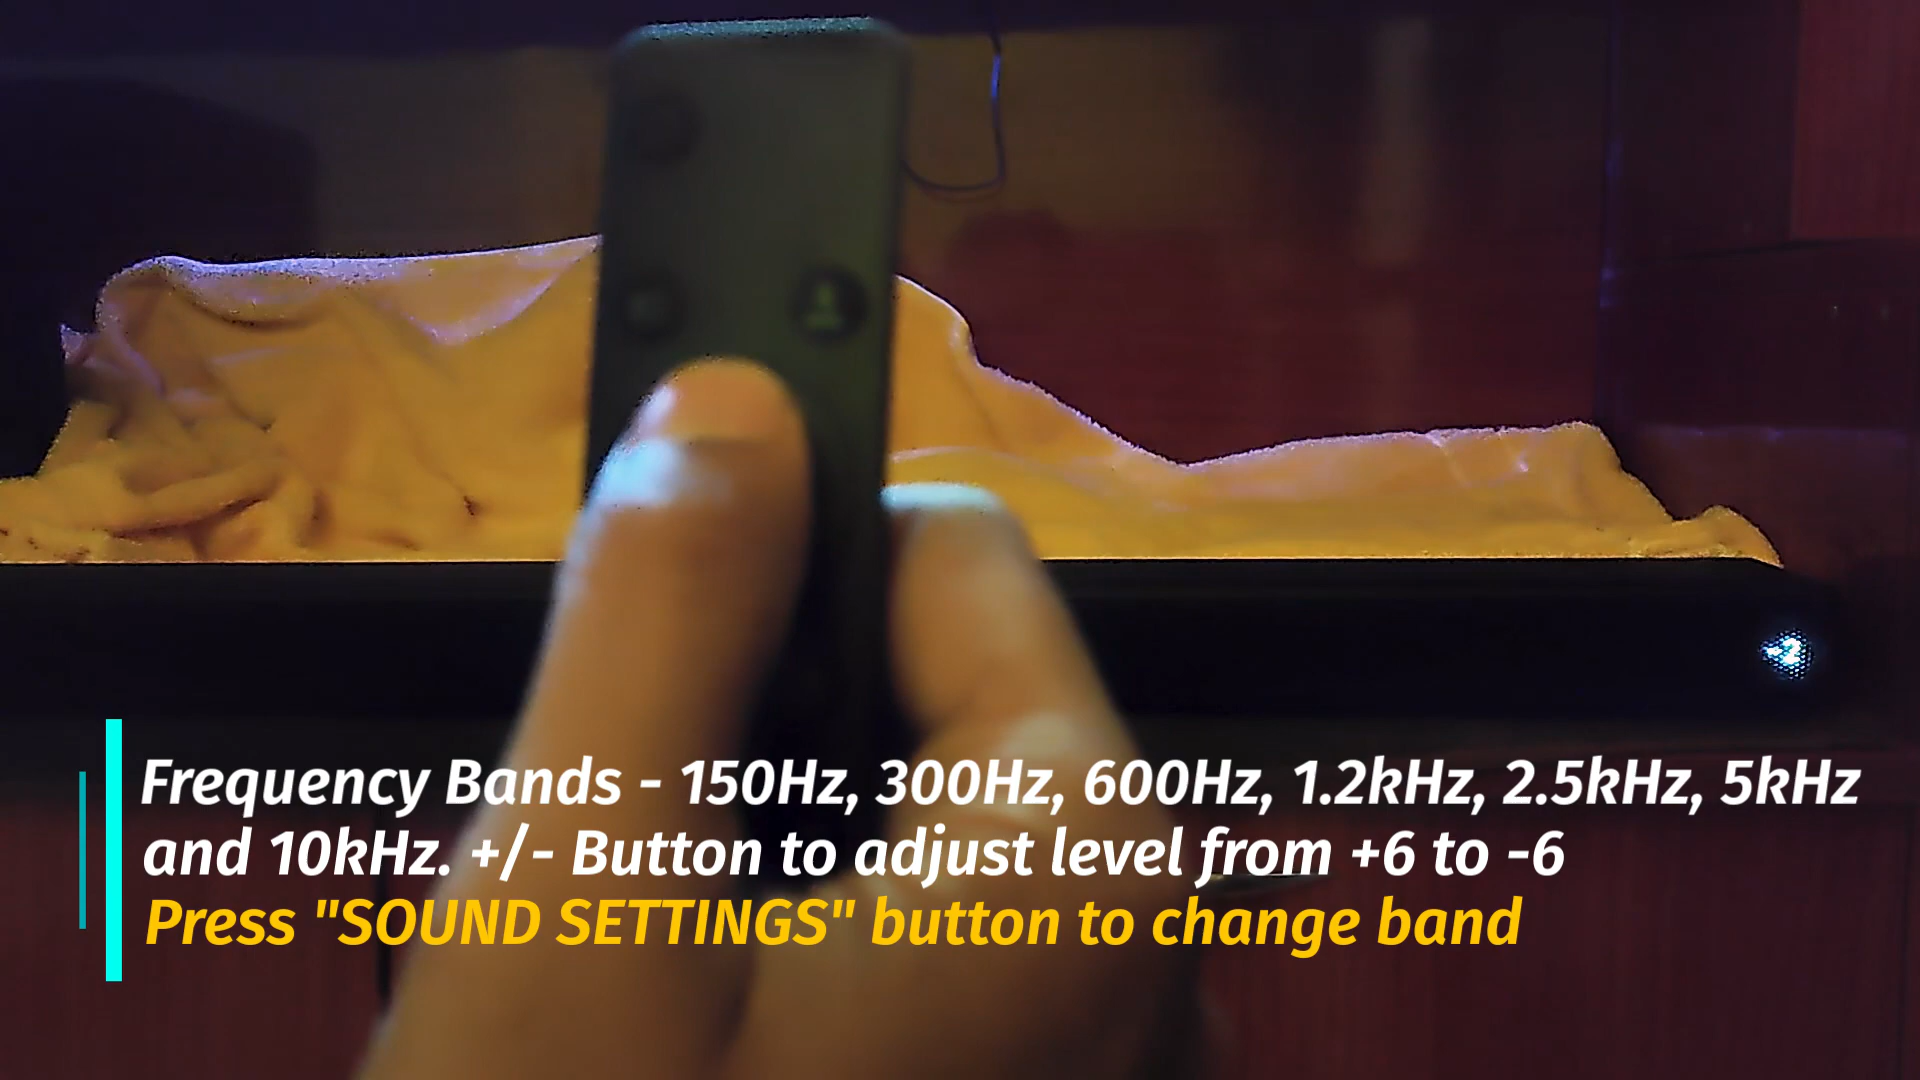 -2
Frequency Bands - 150Hz, 300Hz, 600Hz, 1.2kHz, 2.5kHz, 5kHz
and 10kHz. +/- Button to adjust level from +6 to -6
Press "SOUND SETTINGS" button to change band